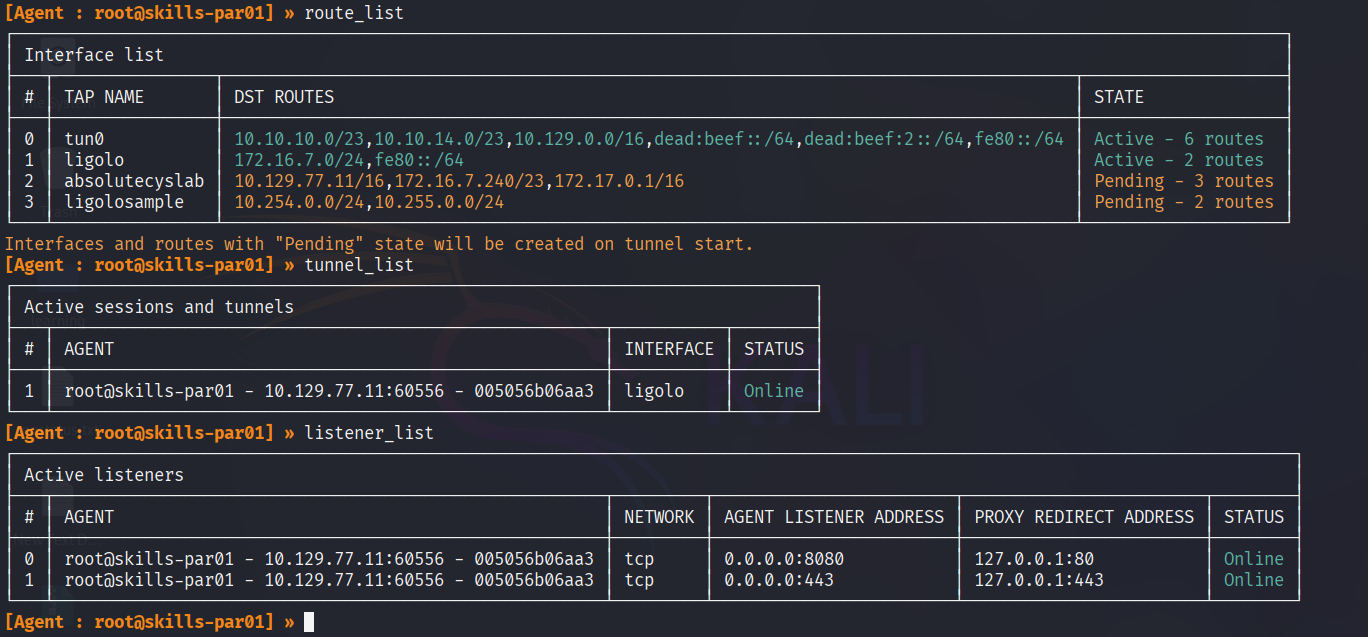 [Agent : root@skills-par01] » route_list
Interface list
# TAP NAME DST ROUTES STATE
0 tun0 10.10.10.0/23,10.10.14.0/23,10.129.0.0/16,dead:beef::/64,dead:beef:2::/64,fe80::/64 Active - 6 routes
1 ligolo 172.16.7.0/24,fe80::/64 Active - 2 routes
2 absolutecyslab 10.129.77.11/16,172.16.7.240/23,172.17.0.1/16 Pending - 3 routes
3 ligolosample 10.254.0.0/24,10.255.0.0/24 Pending - 2 routes
Interfaces and routes with "Pending" state will be created on tunnel start.
[Agent : root@skills-par01] » tunnel_list
Active sessions and tunnels
# AGENT INTERFACE STATUS
1 root@skills-par01 - 10.129.77.11:60556 - 005056b06aa3 ligolo Online
[Agent : root@skills-par01] » listener_list
Active listeners
# AGENT NETWORK AGENT LISTENER ADDRESS PROXY REDIRECT ADDRESS STATUS
0 root@skills-par01 - 10.129.77.11:60556 - 005056b06aa3 tcp 0.0.0.0:8080 127.0.0.1:80 Online
1 root@skills-par01 - 10.129.77.11:60556 - 005056b06aa3 tcp 0.0.0.0:443 127.0.0.1:443 Online
[Agent : root@skills-par01] »
KALI